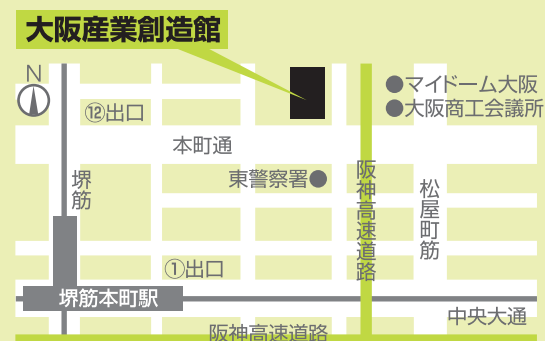 大阪産業創造館
N
●マイドーム大阪
●大阪商工会議所
⑫出口
本町通
東警察署●
堺筋
阪神高速道路
松屋町筋
①出口
堺筋本町駅
中央大通
阪神高速道路